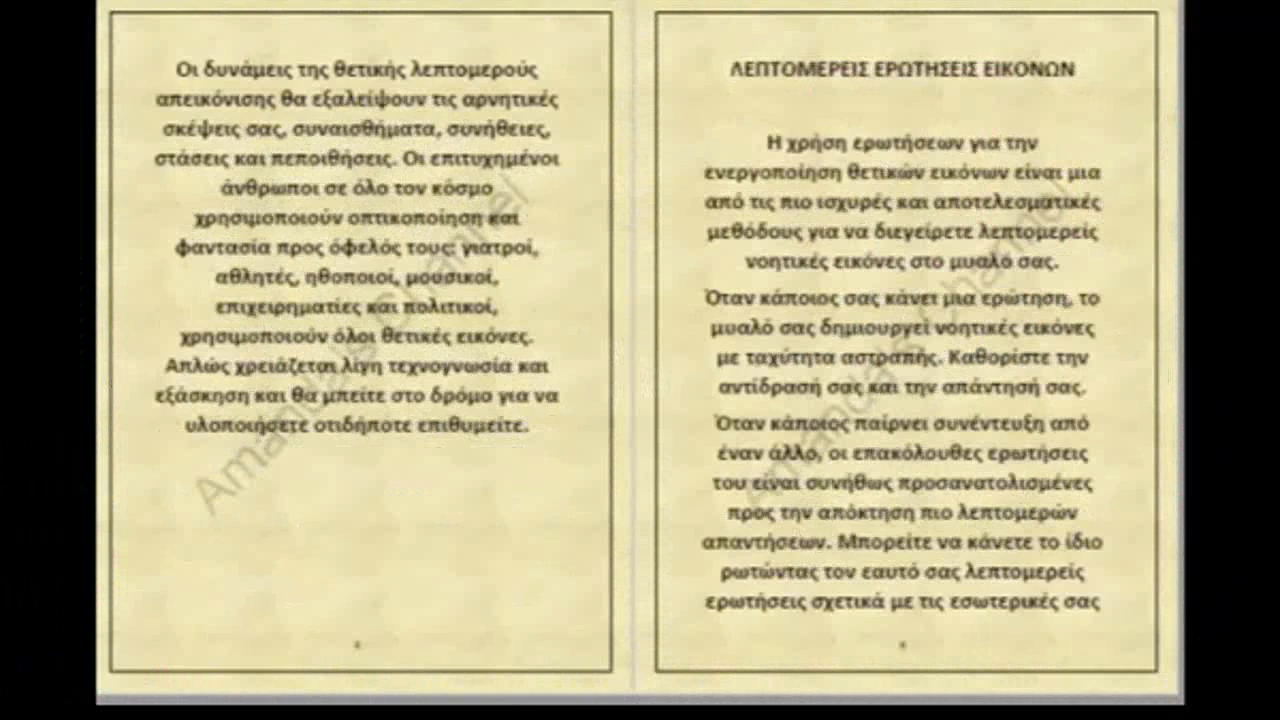 Οι δυνάμεις της θετικής λεπτομερούς
απεικόνισης θα εξαλείψουν τις αρνητικές
σκέψεις σας, συναισθήματα, συνήθειες,
στάσεις και πεποιθήσεις. Οι επιτυχημένοι
άνθρωποι σε όλο τον κόσμο
χρησιμοποιούν οπτικοποίηση και
φαντασία προς όφελός τους: γιατροί,
αθλητές, ηθοποιοί, μουσικοί,
επιχειρηματίες και πολιτικοί,
χρησιμοποιούν όλοι θετικές εικόνες.
Απλώς χρειάζεται λίγη τεχνογνωσία και
εξάσκηση και θα μπείτε στο δρόμο για να
υλοποιήσετε οτιδήποτε επιθυμείτε.
Amanda's Channel
ΛΕΠΤΟΜΕΡΕΙΣ ΕΡΩΤΗΣΕΙΣ ΕΙΚΟΝΩΝ
Η χρήση ερωτήσεων για την
ενεργοποίηση θετικών εικόνων είναι μια
από τις πιο ισχυρές και αποτελεσματικές
μεθόδους για να διεγείρετε λεπτομερείς
νοητικές εικόνες στο μυαλό σας.
Όταν κάποιος σας κάνει μια ερώτηση, το
μυαλό σας δημιουργεί νοητικές εικόνες
με ταχύτητα αστραπής. Καθορίστε την
αντίδρασή σας και την απάντησή σας.
Όταν κάποιος παίρνει συνέντευξη από
έναν άλλο, οι επακόλουθες ερωτήσεις
του είναι συνήθως προσανατολισμένες
προς την απόκτηση πιο λεπτομερών
απαντήσεων. Μπορείτε να κάνετε το ίδιο
ρωτώντας τον εαυτό σας λεπτομερείς
ερωτήσεις σχετικά με τις εσωτερικές σας
Amanda's Channel